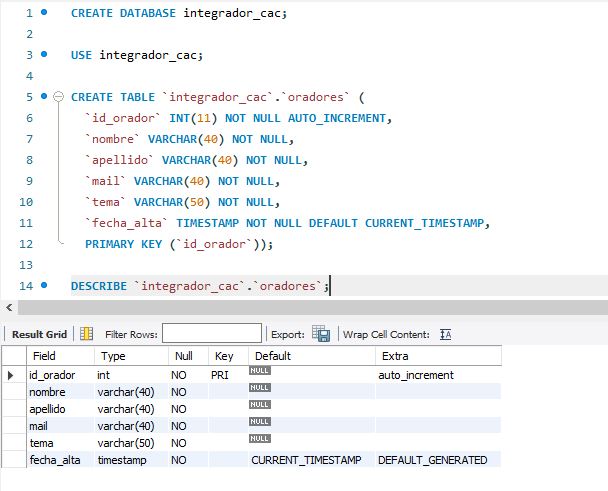 1 CREATE DATABASE integrador_cac;
2
3 USE integrador_cac;
4
5 CREATE TABLE `integrador_cac`.`oradores` (
6 `id_orador` INT(11) NOT NULL AUTO_INCREMENT,
7 `nombre` VARCHAR(40) NOT NULL,
8 `apellido` VARCHAR(40) NOT NULL,
9 `mail` VARCHAR(40) NOT NULL,
10 `tema` VARCHAR(50) NOT NULL,
11 `fecha_alta` TIMESTAMP NOT NULL DEFAULT CURRENT_TIMESTAMP,
12 PRIMARY KEY (`id_orador`));
13
14 DESCRIBE `integrador_cac`.`oradores`;
Result Grid Filter Rows: Export: Wrap Cell Content: IA
Field Type Null Key Default Extra
id_orador int NO PRI NULL auto_increment
nombre varchar(40) NO NULL
apellido varchar(40) NO NULL
mail varchar(40) NO NULL
tema varchar(50) NO NULL
fecha_alta timestamp NO CURRENT_TIMESTAMP DEFAULT_GENERATED